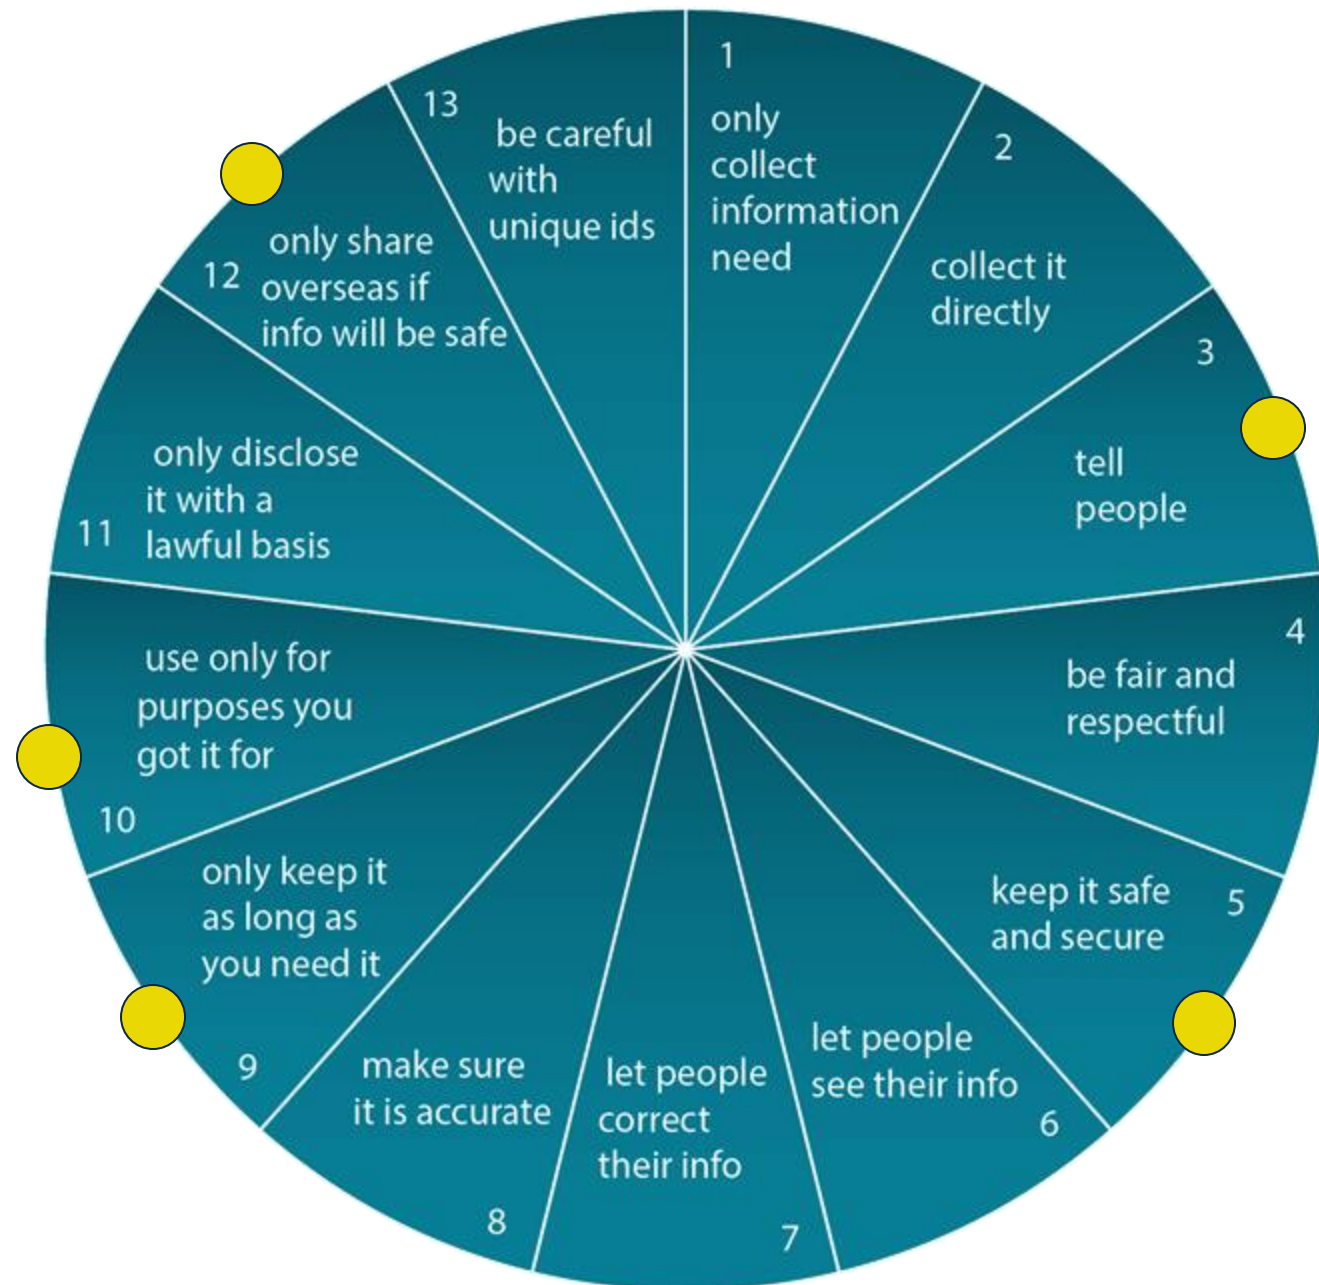 1
only
collect
information
need
2
collect it
directly
3
tell
people
4
be fair and
respectful
5
keep it safe
and secure
6
let people
see their info
7
let people
correct
their info
8
make sure
it is accurate
9
only keep it
as long as
you need it
10
use only for
purposes you
got it for
11
only disclose
it with a
lawful basis
12
only share
overseas if
info will be safe
13
be careful
with
unique ids